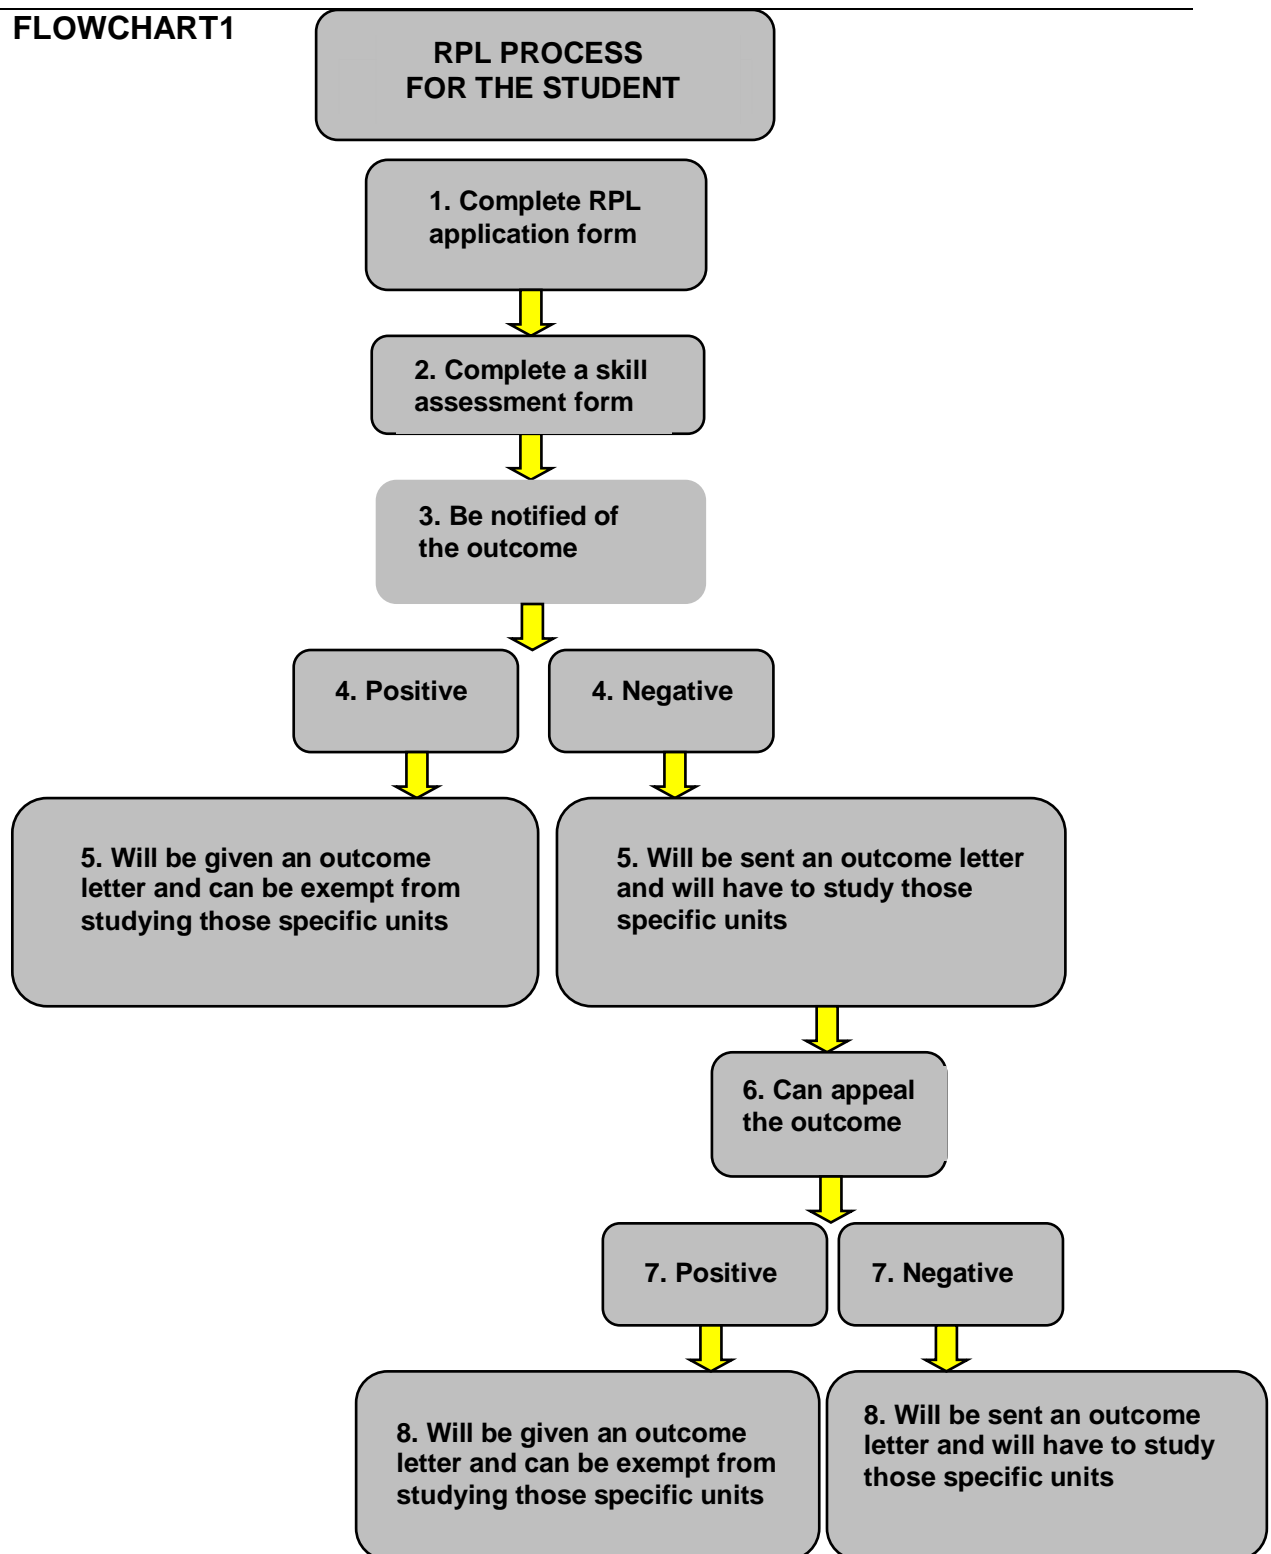 FLOWCHART1
RPL PROCESS
FOR THE STUDENT
1. Complete RPL
application form
2. Complete a skill
assessment form
3. Be notified of
the outcome
4. Positive
4. Negative
5. Will be given an outcome
letter and can be exempt from
studying those specific units
5. Will be sent an outcome letter
and will have to study those
specific units
6. Can appeal
the outcome
7. Positive
7. Negative
8. Will be given an outcome
letter and can be exempt from
studying those specific units
8. Will be sent an outcome
letter and will have to study
those specific units